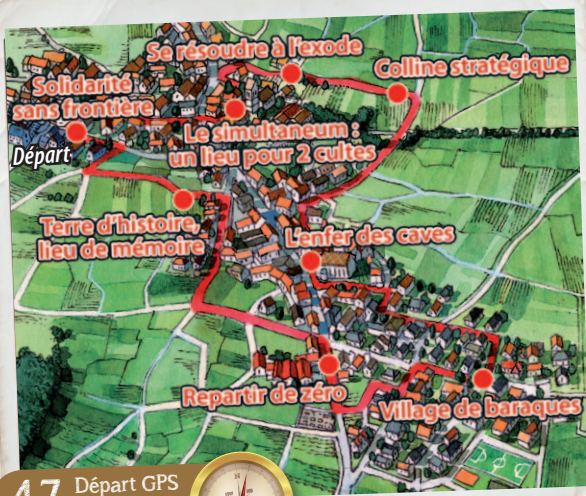 Se résoudre à l'exode
Colline stratégique
Solidarité
sans frontière
Le simultaneum :
un lieu pour 2 cultes
Départ
Terre d'histoire,
lieu de mémoire
L'enfer des caves
Repartir de zéro
Village de baraques
Départ GPS